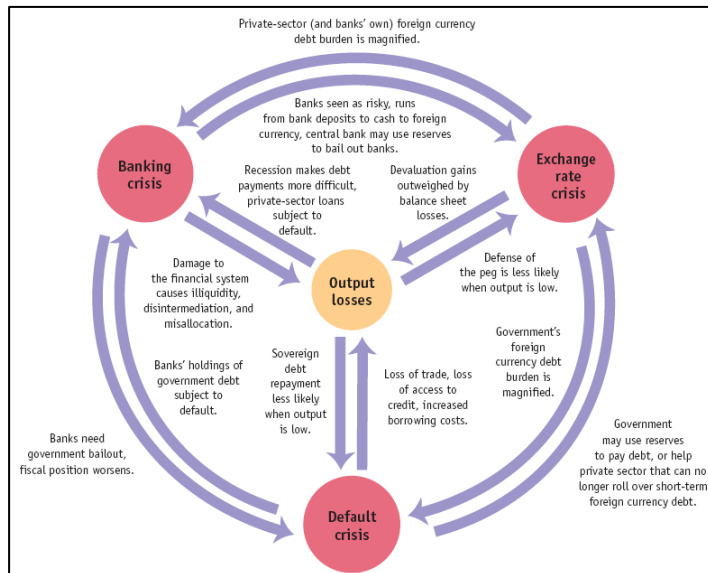 Private-sector (and banks' own) foreign currency
debt burden is magnified.
Banks seen as risky, runs
from bank deposits to cash to foreign
currency, central bank may use reserves
to bail out banks.
Banking
crisis
Exchange
rate crisis
Recession makes debt
payments more difficult,
private-sector loans
subject to
default.
Devaluation gains
outweighed by
balance sheet
losses.
Damage to
the financial system
causes illiquidity,
disintermediation, and
misallocation.
Output
losses
Defense of
the peg is less likely
when output is low.
Banks' holdings of
government debt
subject to
default.
Sovereign
debt
repayment
less likely
when output
is low.
Loss of trade, loss
of access to
credit, increased
borrowing costs.
Government's
foreign
currency debt
burden is
magnified.
Banks need
government bailout,
fiscal position worsens.
Government
may use reserves
to pay debt, or help
private sector that can no
longer roll over short-term
foreign currency debt.
Default
crisis